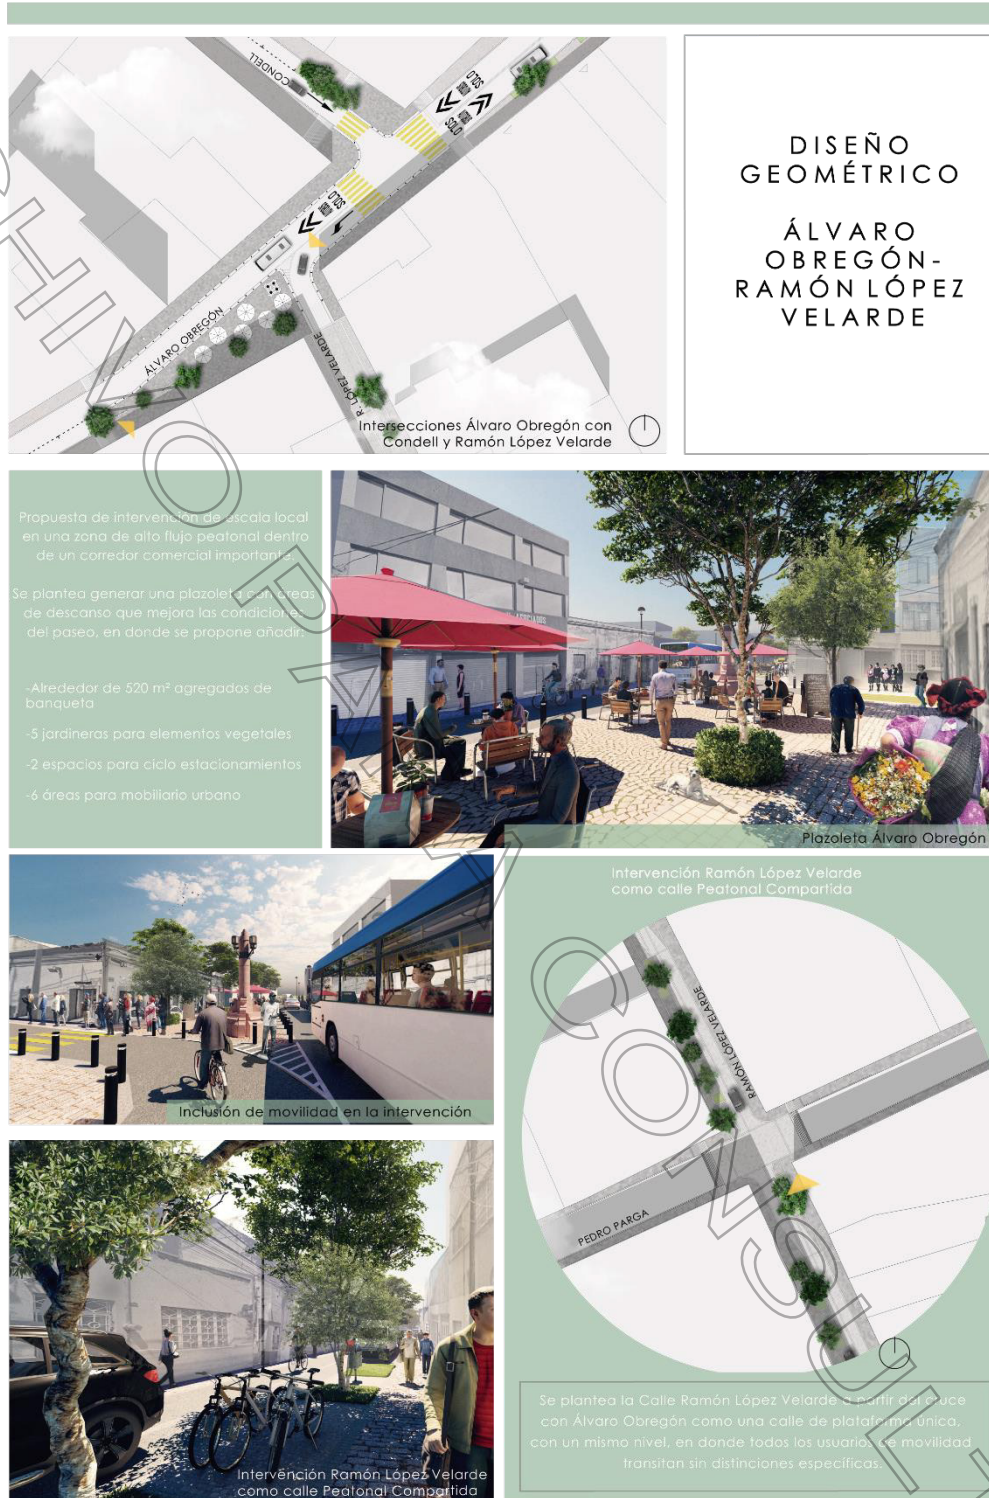 CONDELL
SOLO
SOLO
SOLO
ÁLVARO OBREGÓN
R. LÓPEZ VELARDE
Intersecciones Álvaro Obregón con
Condell y Ramón López Velarde
DISEÑO
GEOMÉTRICO
ÁLVARO
OBREGÓN-
RAMÓN LÓPEZ
VELARDE
Propuesta de intervención de escala local
en una zona de alto flujo peatonal dentro
de un corredor comercial importante.
Se plantea generar una plazoleta con áreas
de descanso que mejora las condiciones
del paseo, en donde se propone añadir:
-Alrededor de 520 m² agregados de
banqueta
-5 jardineras para elementos vegetales
-2 espacios para ciclo estacionamientos
-6 áreas para mobiliario urbano
Plazoleta Álvaro Obregón
Inclusión de movilidad en la intervención
Intervención Ramón López Velarde
como calle Peatonal Compartida
RAMÓN LÓPEZ VELARDE
PEDRO PARGA
Intervención Ramón López Velarde
como calle Peatonal Compartida
Se plantea la Calle Ramón López Velarde a partir del cruce
con Álvaro Obregón como una calle de plataforma única,
con un mismo nivel, en donde todos los usuarios de movilidad
transitan sin distinciones específicas.